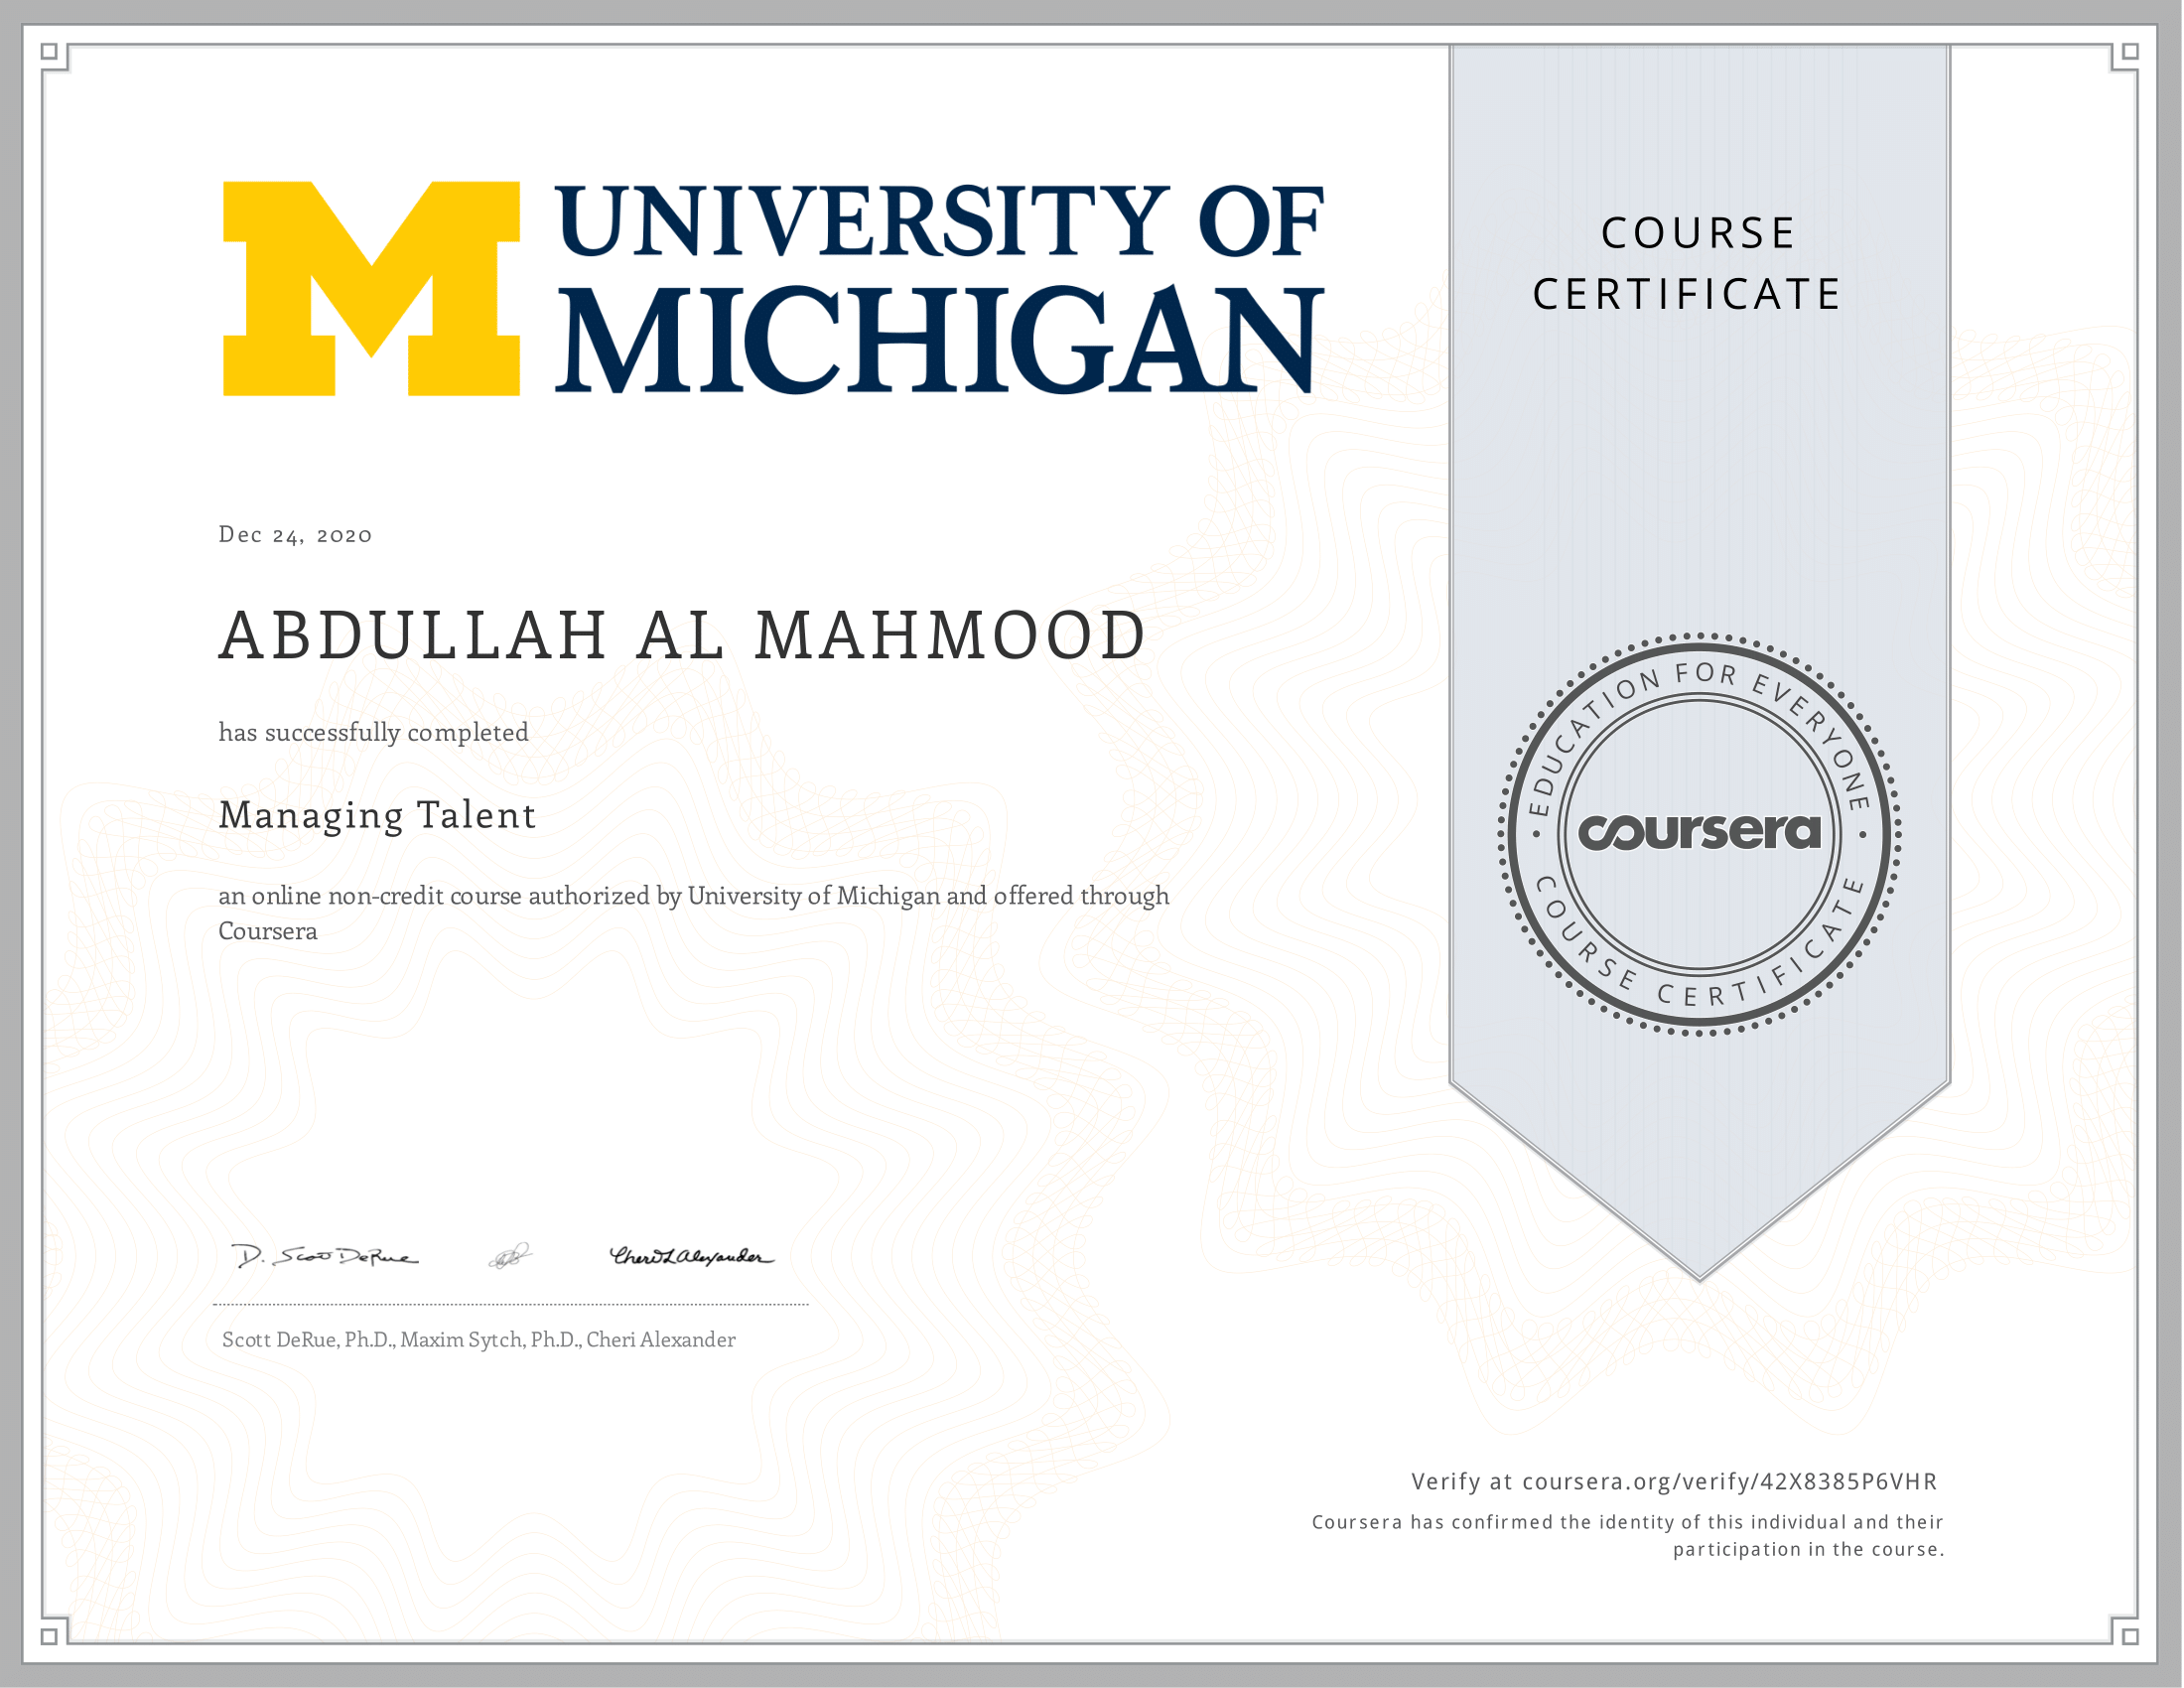 UNIVERSITY OF
MICHIGAN
COURSE
CERTIFICATE
Dec 24, 2020
ABDULLAH AL MAHMOOD
has successfully completed
Managing Talent
an online non-credit course authorized by University of Michigan and offered through
Coursera
EDUCATION FOR EVERYONE
coursera
COURSE CERTIFICATE
D. Scott DeRue
Cheri L Alexander
Scott DeRue, Ph.D., Maxim Sytch, Ph.D., Cheri Alexander
Verify at coursera.org/verify/42X8385P6VHR
Coursera has confirmed the identity of this individual and their
participation in the course.